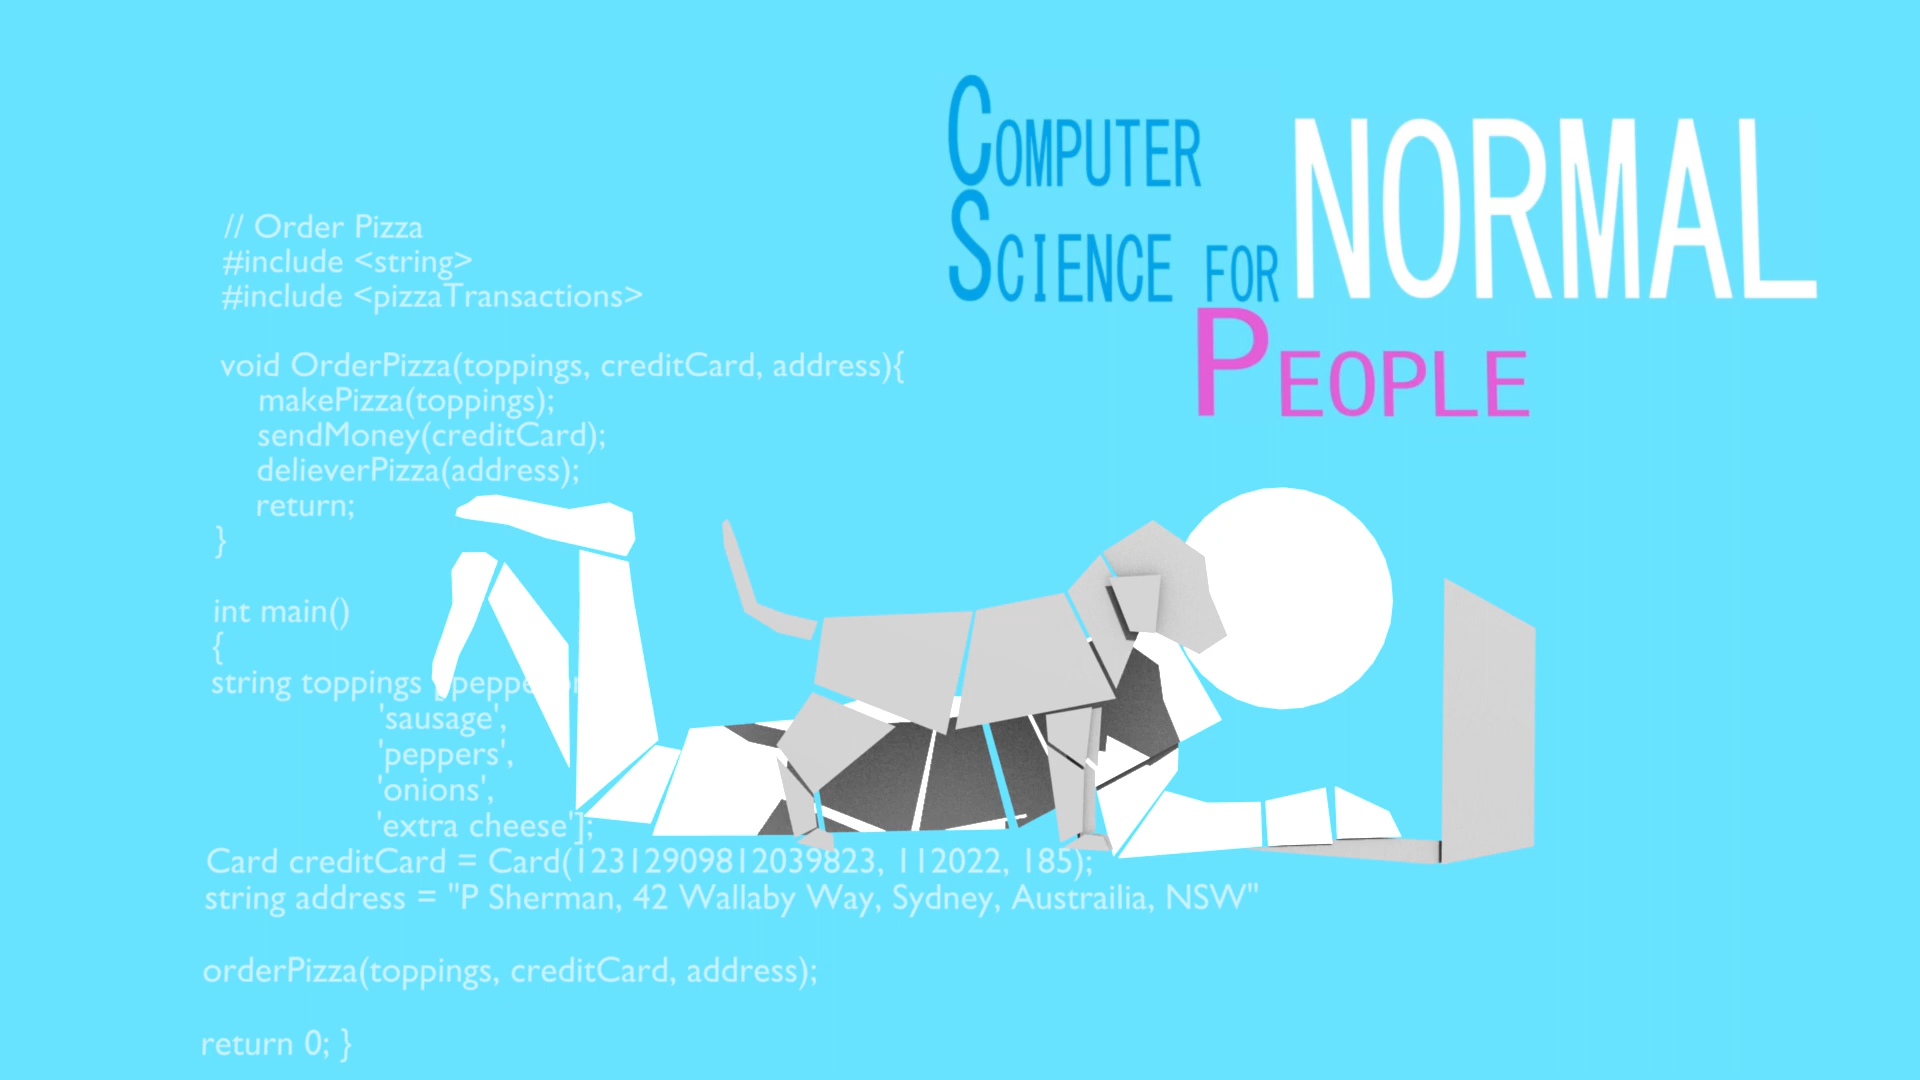 COMPUTER
SCIENCE FOR NORMAL
PEOPLE
// Order Pizza
#include <string>
#include <pizzaTransactions>
void OrderPizza(toppings, creditCard, address){
makePizza(toppings);
sendMoney(creditCard);
delieverPizza(address);
return;
}
int main()
{
string toppings
'sausage',
'peppers',
'onions',
'extra cheese'];
Card creditCard = Card(12312909812039823, 112022, 185);
string address = "P Sherman, 42 Wallaby Way, Sydney, Austrailia, NSW"
orderPizza(toppings, creditCard, address);
return 0; }